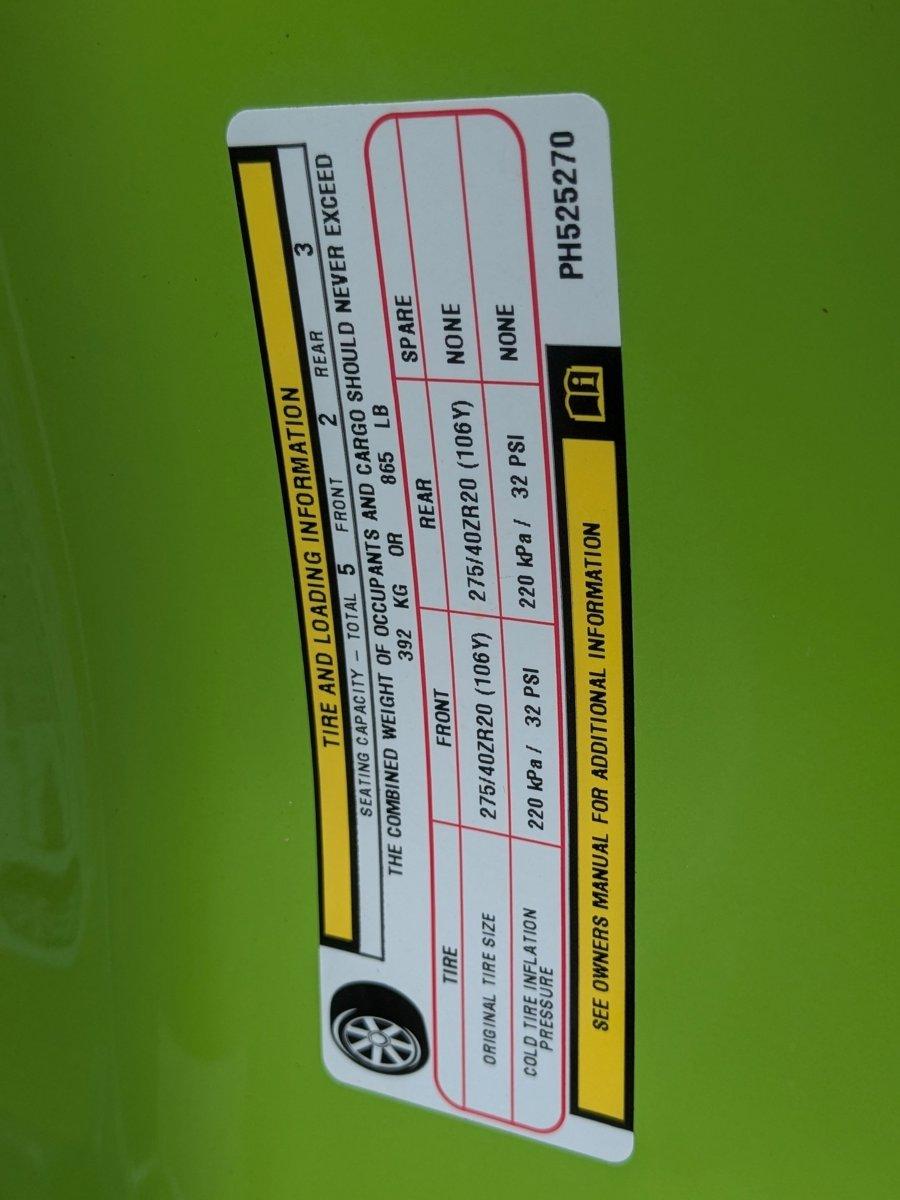 TIRE AND LOADING INFORMATION
SEATING CAPACITY – TOTAL 5 FRONT 2 REAR 3
THE COMBINED WEIGHT OF OCCUPANTS AND CARGO SHOULD NEVER EXCEED
392 KG OR 865 LB
TIRE FRONT REAR SPARE
ORIGINAL TIRE SIZE 275/40ZR20 (106Y) 275/40ZR20 (106Y) NONE
COLD TIRE INFLATION
PRESSURE 220 kPa / 32 PSI 220 kPa / 32 PSI NONE
SEE OWNERS MANUAL FOR ADDITIONAL INFORMATION
PH525270